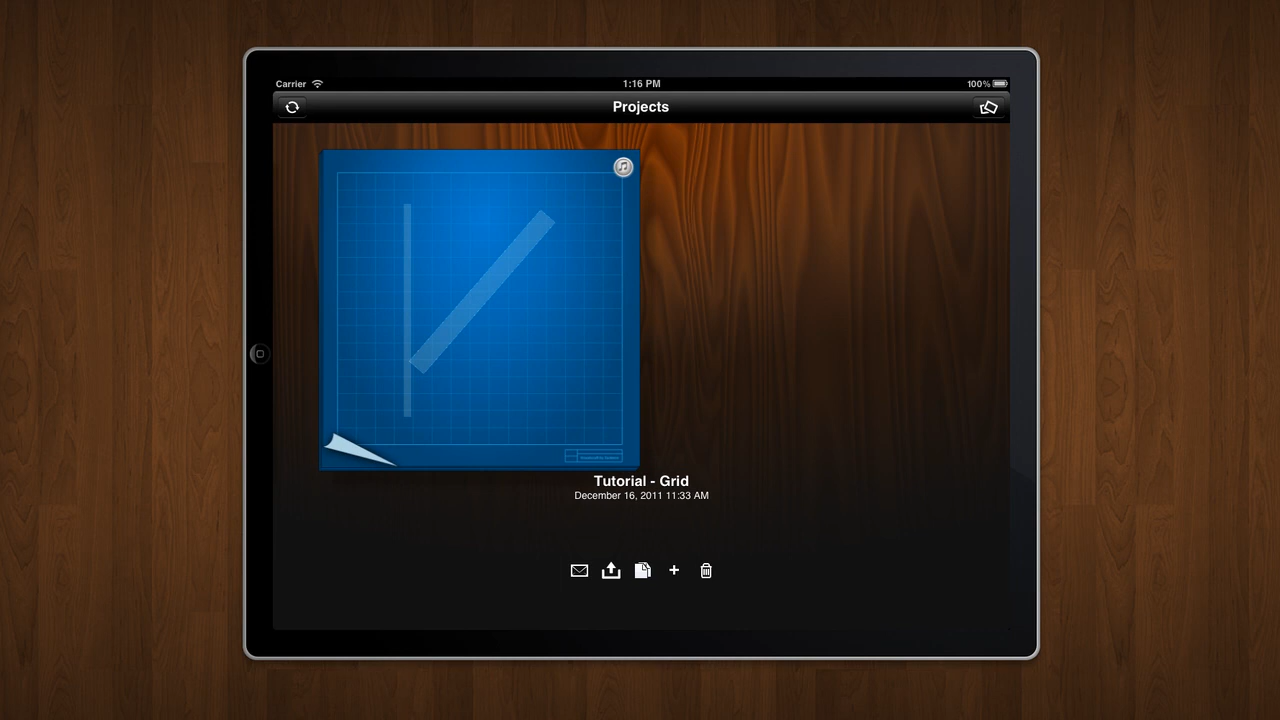 Carrier
1:16 PM
100%
Projects
Tutorial - Grid
December 16, 2011 11:33 AM